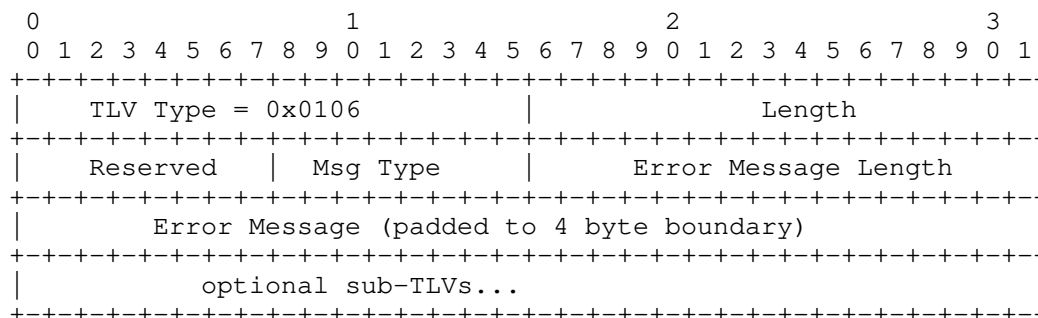 0                   1                   2                   3
 0 1 2 3 4 5 6 7 8 9 0 1 2 3 4 5 6 7 8 9 0 1 2 3 4 5 6 7 8 9 0 1
+-+-+-+-+-+-+-+-+-+-+-+-+-+-+-+-+-+-+-+-+-+-+-+-+-+-+-+-+-+-+-+-
|    TLV Type = 0x0106          |              Length
+-+-+-+-+-+-+-+-+-+-+-+-+-+-+-+-+-+-+-+-+-+-+-+-+-+-+-+-+-+-+-+-
|    Reserved   |  Msg Type     |      Error Message Length
+-+-+-+-+-+-+-+-+-+-+-+-+-+-+-+-+-+-+-+-+-+-+-+-+-+-+-+-+-+-+-+-
|        Error Message (padded to 4 byte boundary)
+-+-+-+-+-+-+-+-+-+-+-+-+-+-+-+-+-+-+-+-+-+-+-+-+-+-+-+-+-+-+-+-
|           optional sub-TLVs...
+-+-+-+-+-+-+-+-+-+-+-+-+-+-+-+-+-+-+-+-+-+-+-+-+-+-+-+-+-+-+-+-